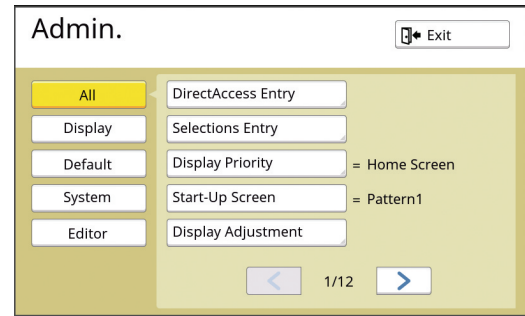 Admin.
Exit
All
DirectAccess Entry
Display
Selections Entry
Default
Display Priority = Home Screen
System
Start-Up Screen = Pattern1
Editor
Display Adjustment
1/12